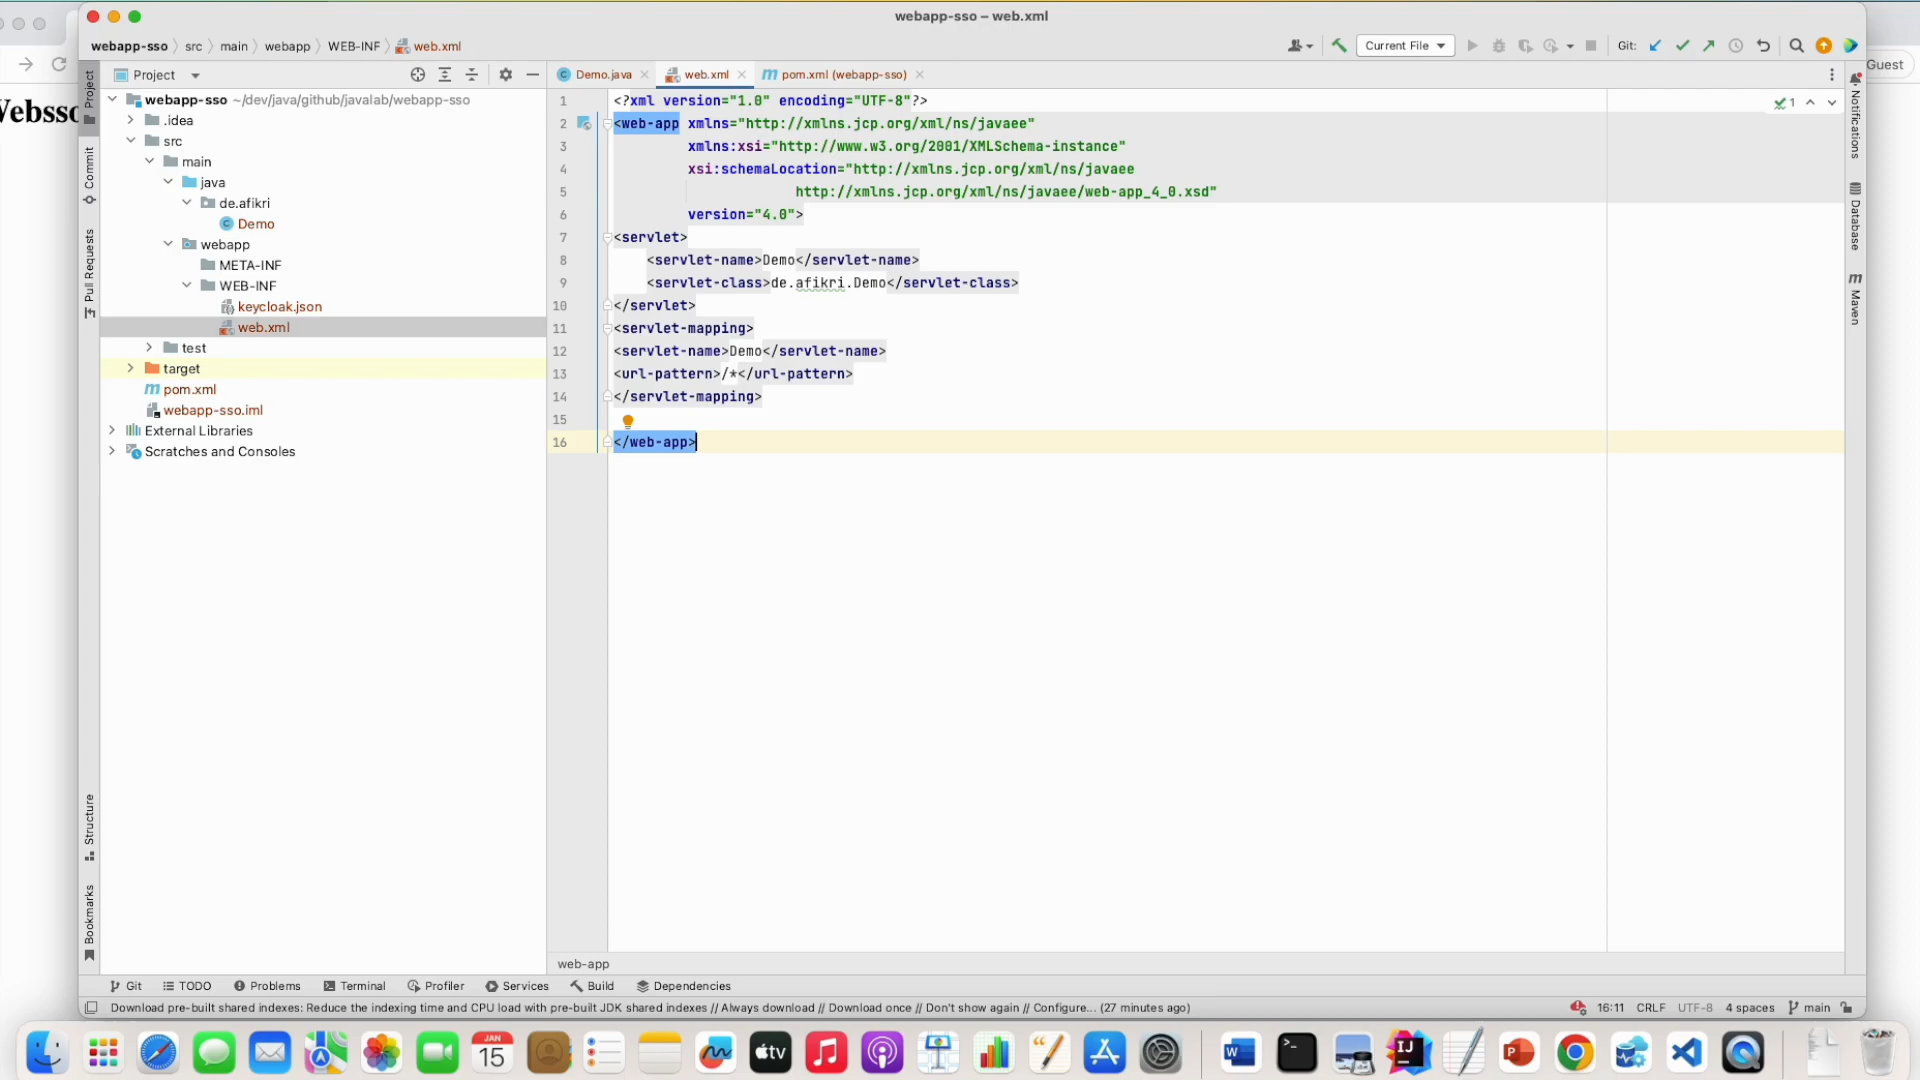 webapp-sso – web.xml
webapp-sso
src
main
webapp
WEB-INF
web.xml
Current File
Git:
Guest
Project
Demo.java
web.xml
pom.xml (webapp-sso)
Websso
webapp-sso ~/dev/java/github/javalab/webapp-sso
.idea
src
main
java
de.afikri
Demo
webapp
META-INF
WEB-INF
keycloak.json
web.xml
test
target
pom.xml
webapp-sso.iml
External Libraries
Scratches and Consoles
Project
Commit
Pull Requests
Structure
Bookmarks
1 <?xml version="1.0" encoding="UTF-8"?>
2 <web-app xmlns="http://xmlns.jcp.org/xml/ns/javaee"
3 xmlns:xsi="http://www.w3.org/2001/XMLSchema-instance"
4 xsi:schemaLocation="http://xmlns.jcp.org/xml/ns/javaee
5 http://xmlns.jcp.org/xml/ns/javaee/web-app_4_0.xsd"
6 version="4.0">
7 <servlet>
8 <servlet-name>Demo</servlet-name>
9 <servlet-class>de.afikri.Demo</servlet-class>
10 </servlet>
11 <servlet-mapping>
12 <servlet-name>Demo</servlet-name>
13 <url-pattern>/*</url-pattern>
14 </servlet-mapping>
15
16 </web-app>
1
Notifications
Database
Maven
web-app
Git
TODO
Problems
Terminal
Profiler
Services
Build
Dependencies
Download pre-built shared indexes: Reduce the indexing time and CPU load with pre-built JDK shared indexes // Always download // Download once // Don't show again // Configure... (27 minutes ago)
16:11
CRLF
UTF-8
4 spaces
main
JAN
15
tv